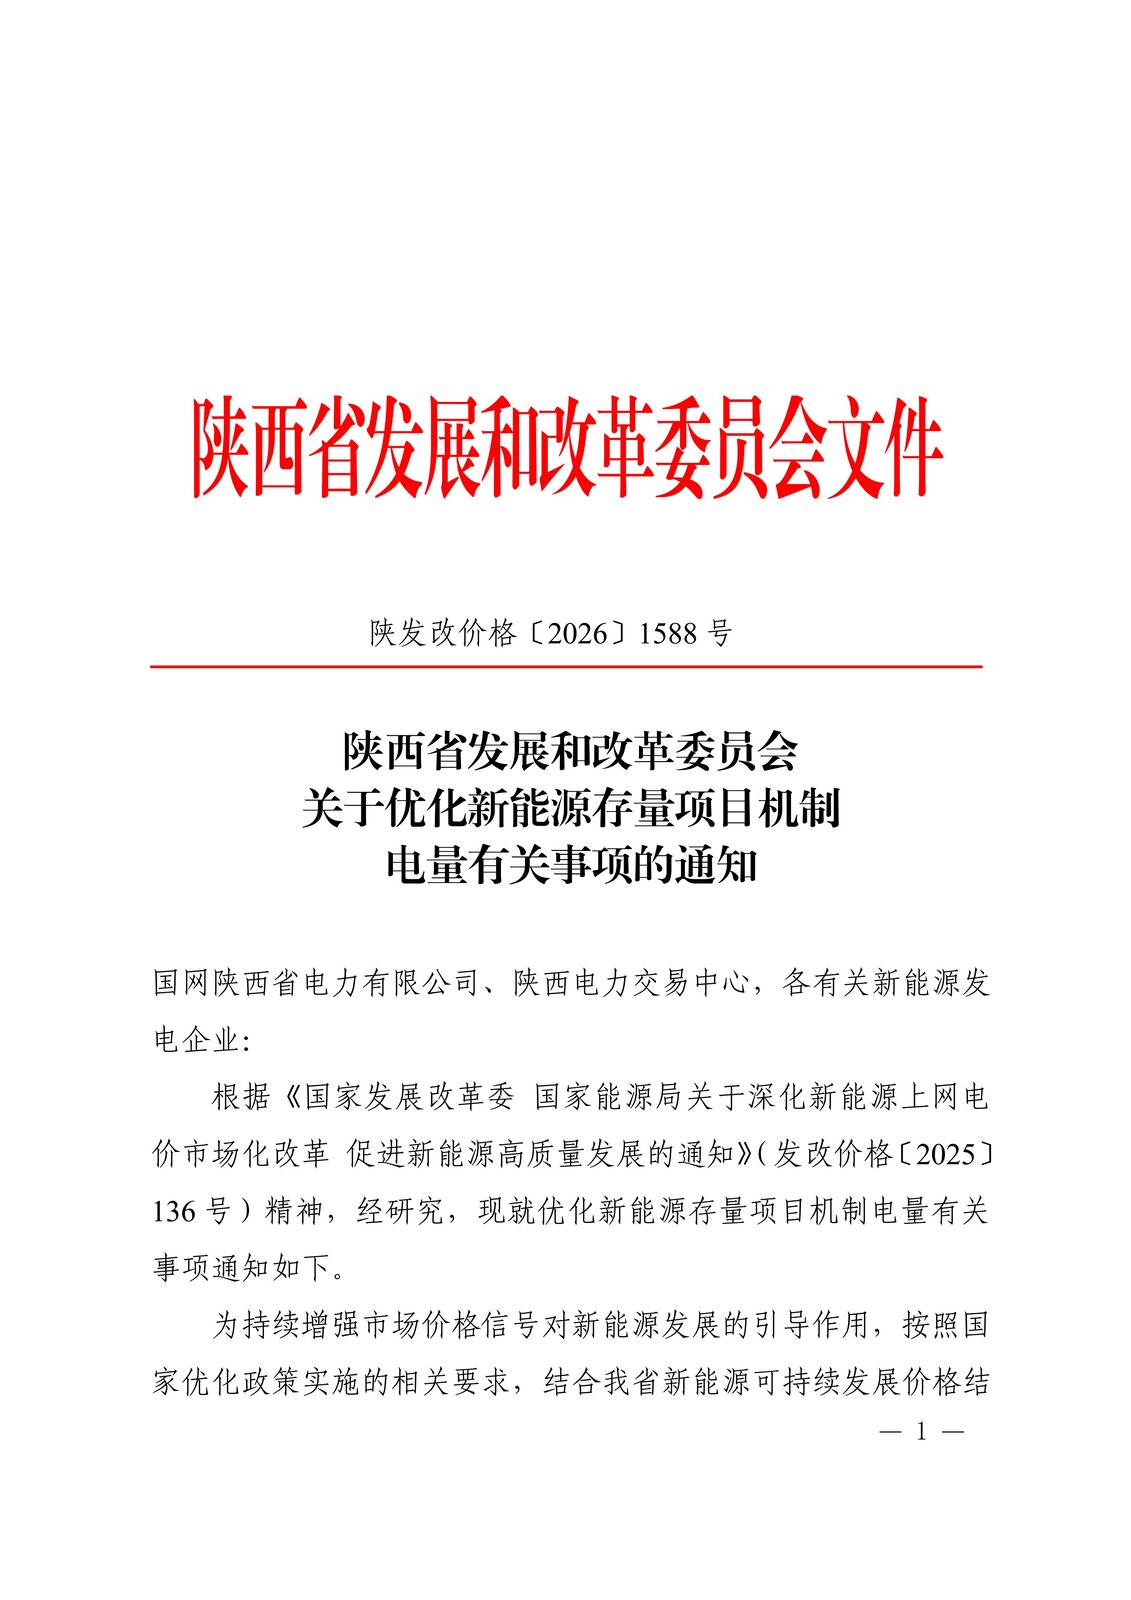 陕西省发展和改革委员会文件
陕发改价格〔2026〕1588 号
陕西省发展和改革委员会
关于优化新能源存量项目机制
电量有关事项的通知
国网陕西省电力有限公司、陕西电力交易中心，各有关新能源发
电企业：
根据《国家发展改革委 国家能源局关于深化新能源上网电
价市场化改革 促进新能源高质量发展的通知》（发改价格〔2025〕
136 号）精神，经研究，现就优化新能源存量项目机制电量有关
事项通知如下。
为持续增强市场价格信号对新能源发展的引导作用，按照国
家优化政策实施的相关要求，结合我省新能源可持续发展价格结
— 1 —